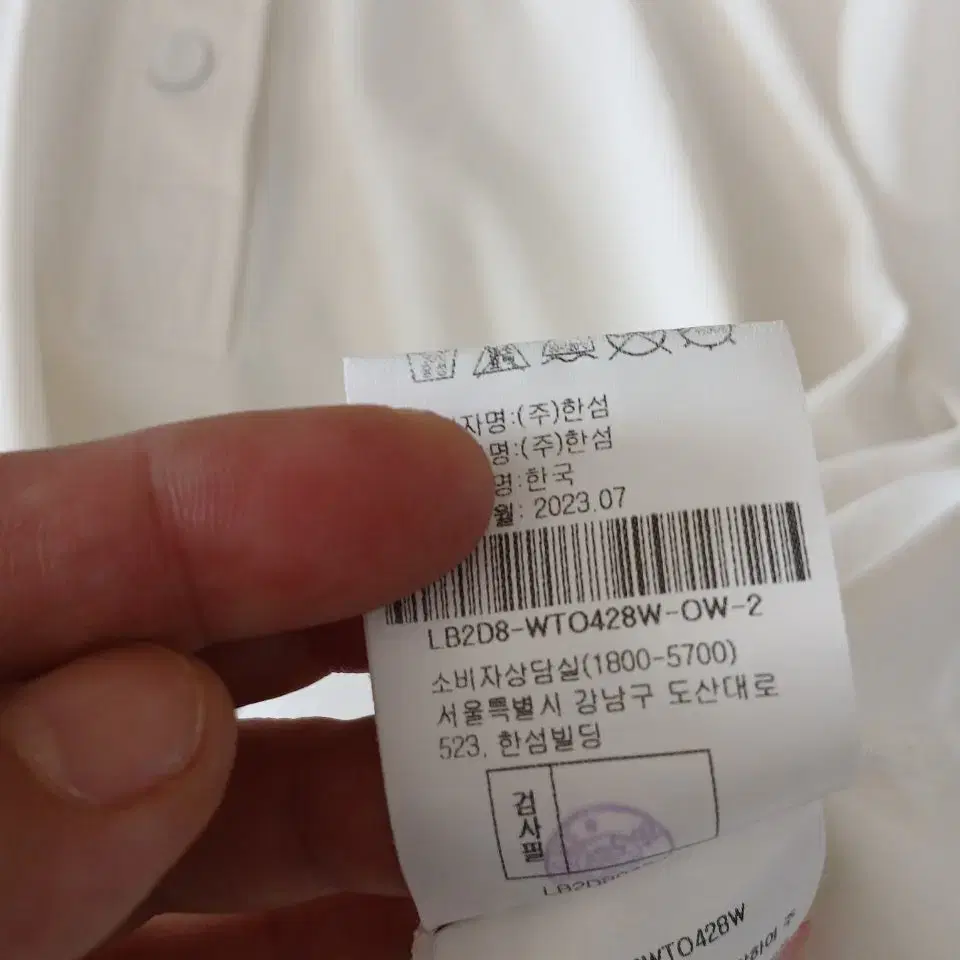 자명:(주)한섬
명:(주)한섬
명:한국
월: 2023.07
LB2D8-WTO428W-OW-2
소비자상담실(1800-5700)
서울특별시 강남구 도산대로
523, 한섬빌딩
검사필
WTO428W